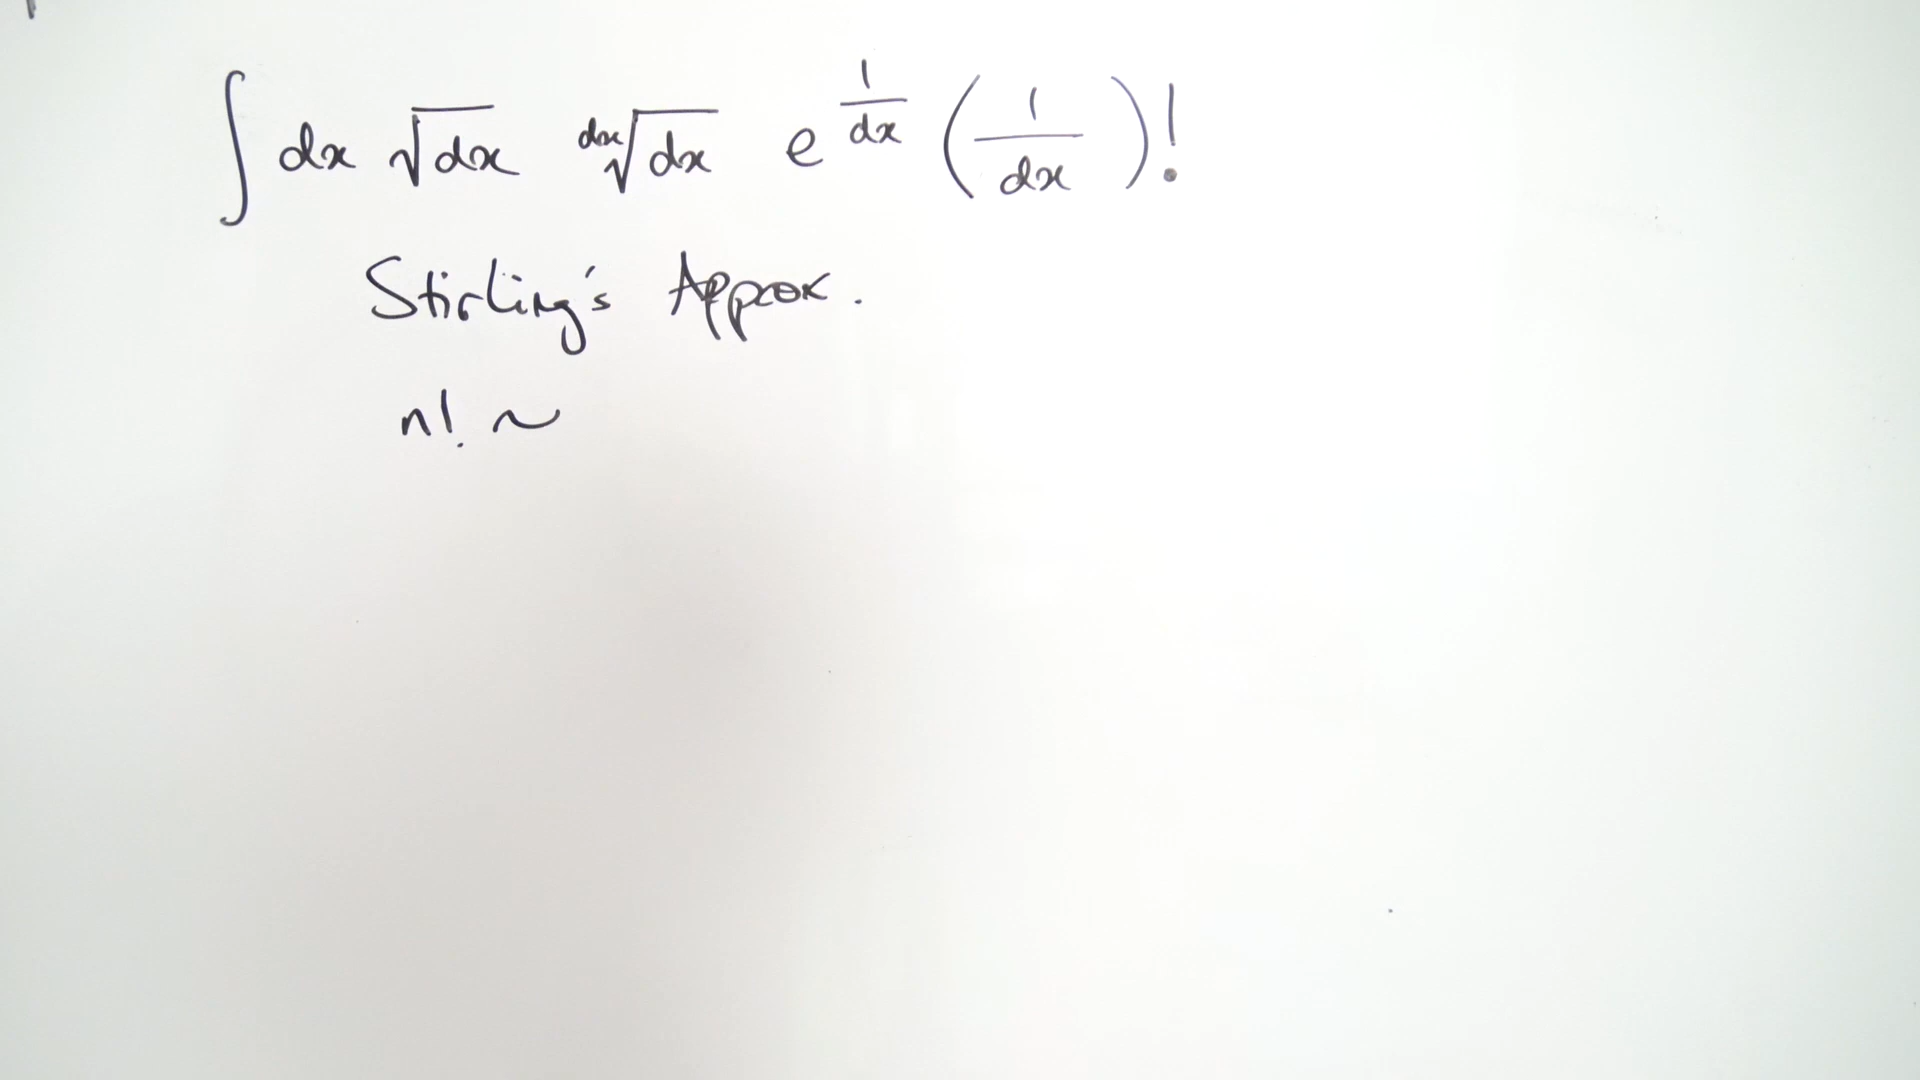 ∫ dx √dx ᵈˣ√dx e^(1/dx) (1/dx)!
Stirling's Approx.
n! ~